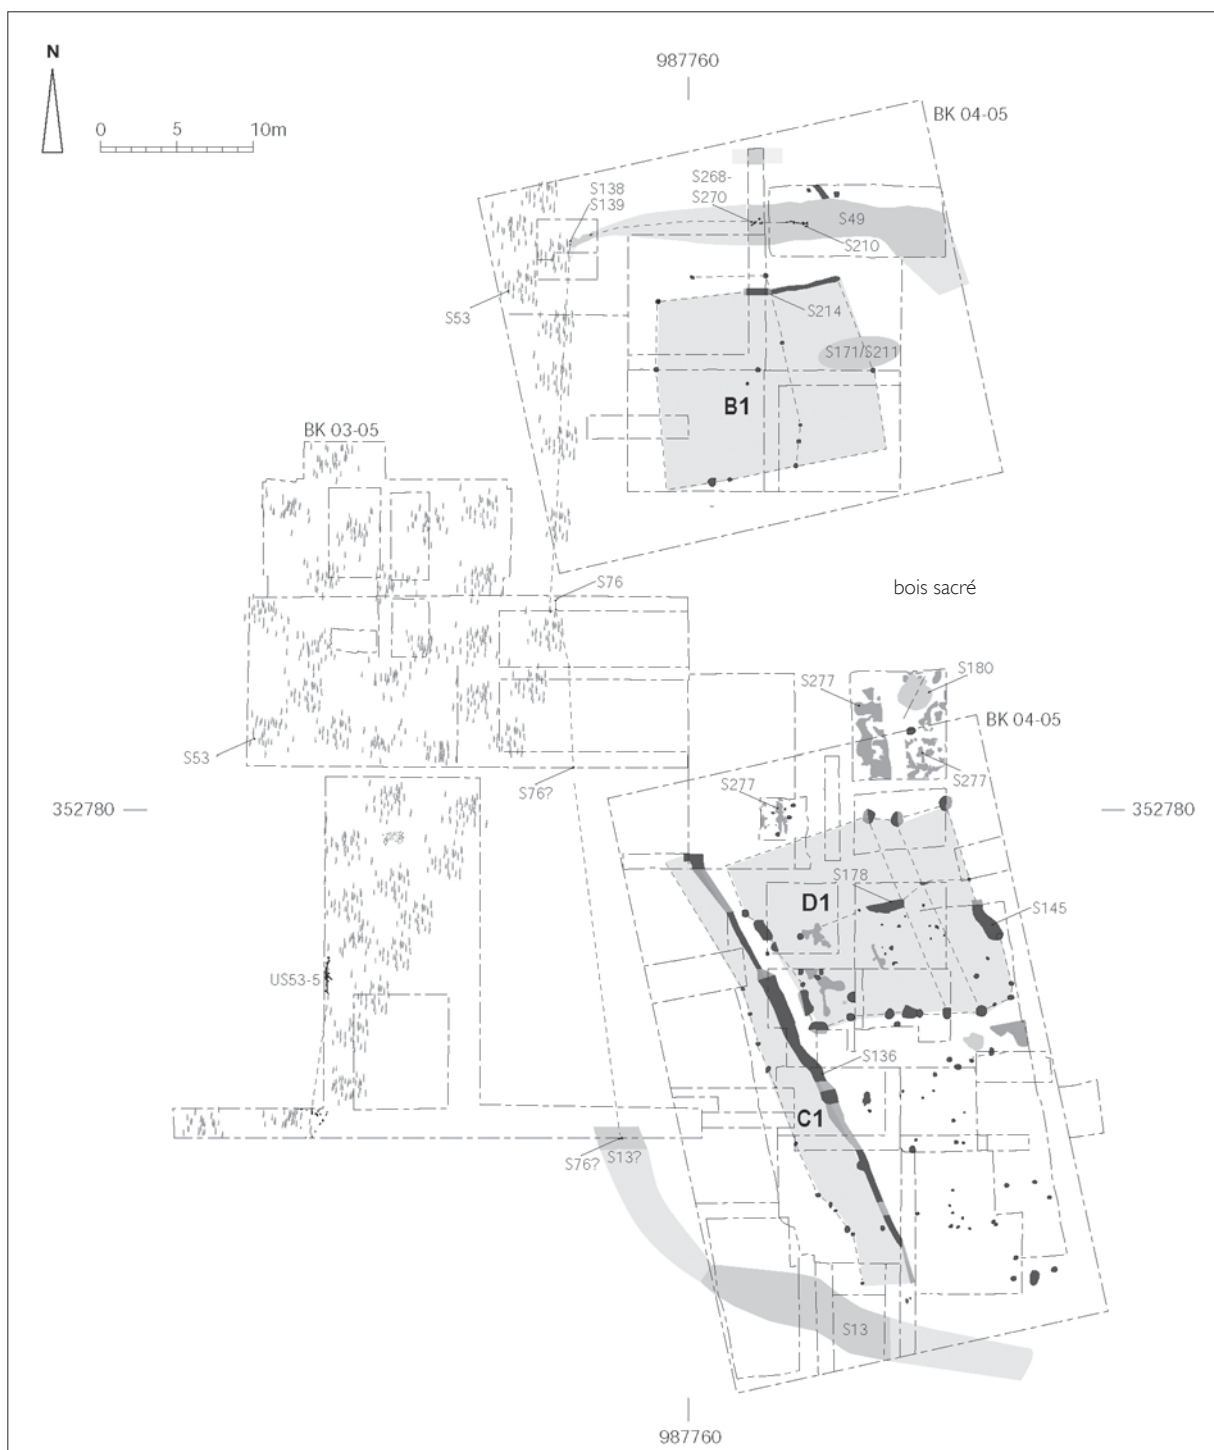 987760
N
0 5 10m
BK 04-05
S138
S139
S268-
S270
S49
S210
S53
S214
S171/S211
B1
BK 03-05
S76
bois sacré
S180
S277
BK 04-05
S53
S277
S76?
S277
352780
352780
S178
D1
S145
US53-5
S136
C1
S76?
S13?
S13
987760